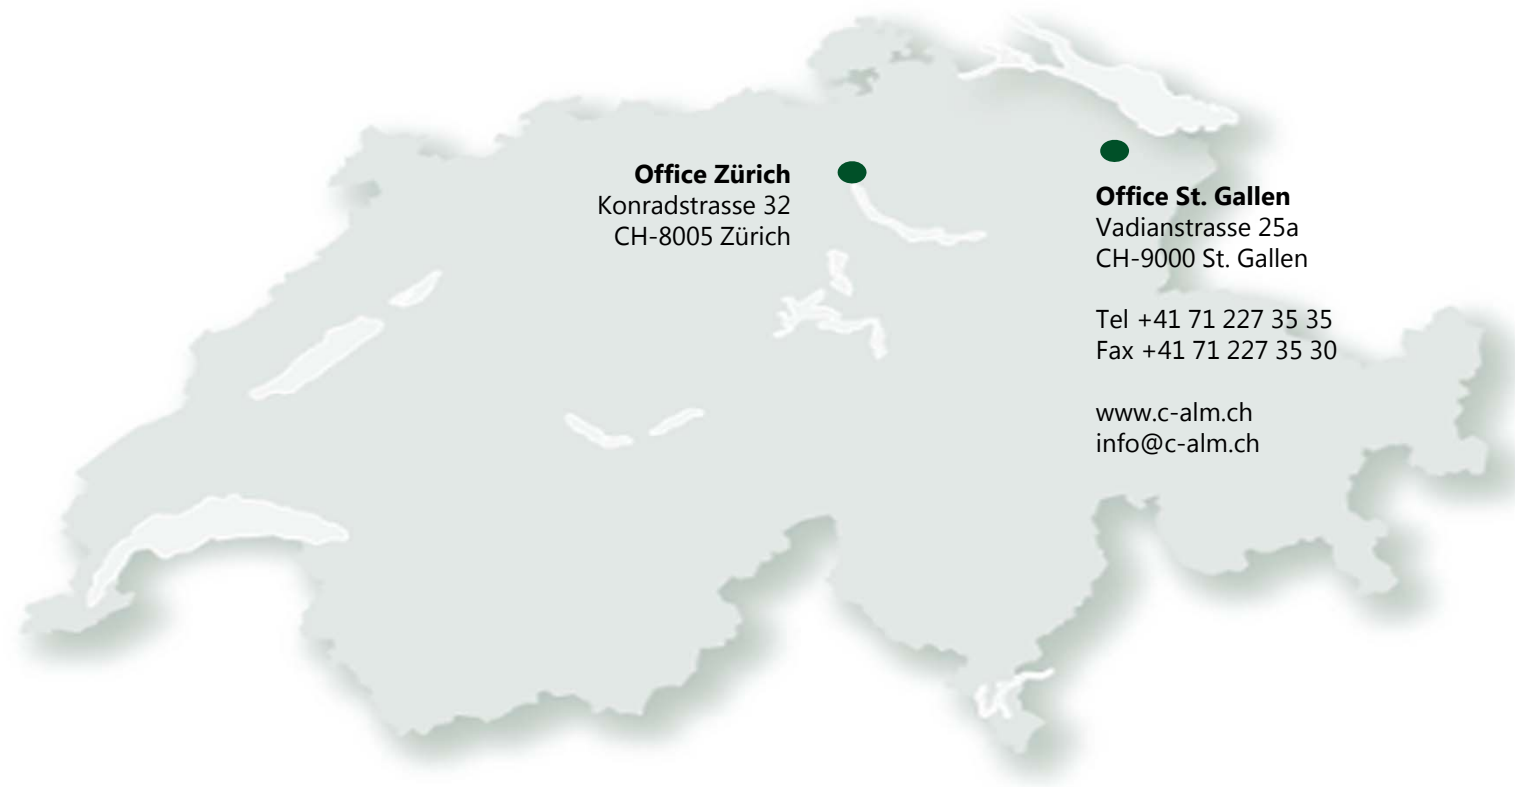 Office Zürich
Konradstrasse 32
CH-8005 Zürich
Office St. Gallen
Vadianstrasse 25a
CH-9000 St. Gallen
Tel +41 71 227 35 35
Fax +41 71 227 35 30
www.c-alm.ch
info@c-alm.ch